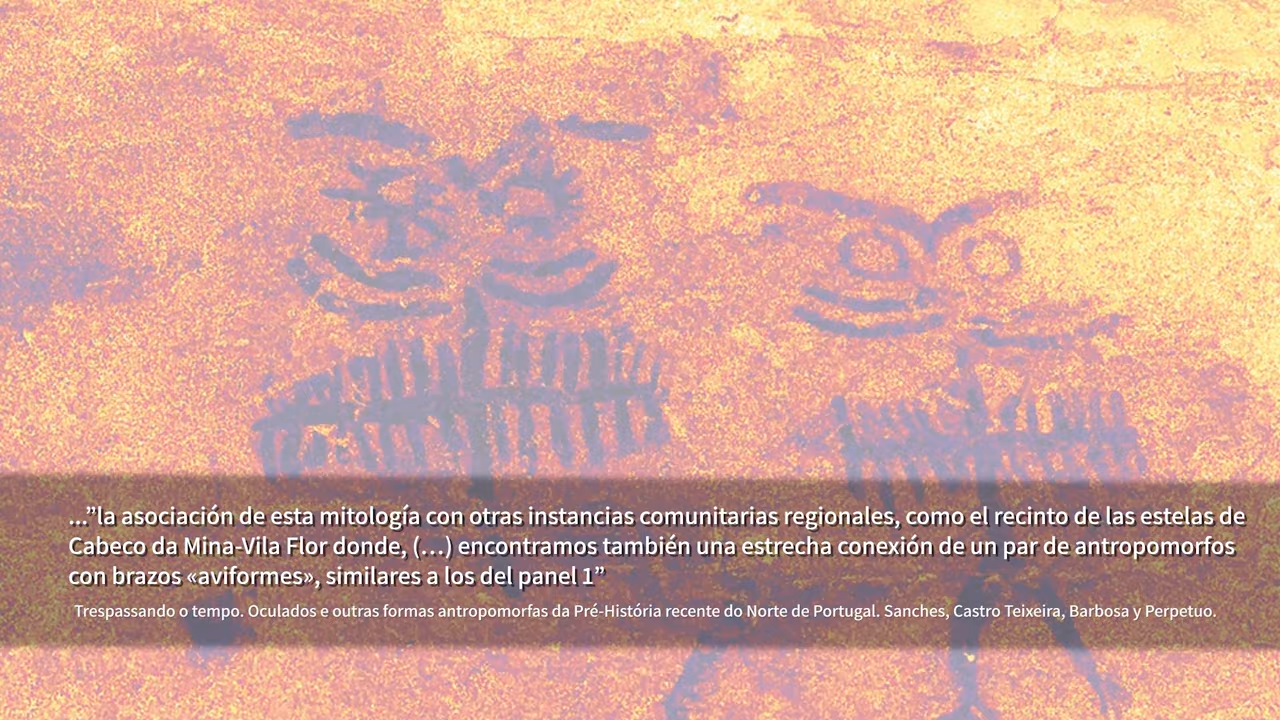 ...”la asociación de esta mitología con otras instancias comunitarias regionales, como el recinto de las estelas de
Cabeco da Mina-Vila Flor donde, (…) encontramos también una estrecha conexión de un par de antropomorfos
con brazos «aviformes», similares a los del panel 1”
Trespassando o tempo. Oculados e outras formas antropomorfas da Pré-História recente do Norte de Portugal. Sanches, Castro Teixeira, Barbosa y Perpetuo.